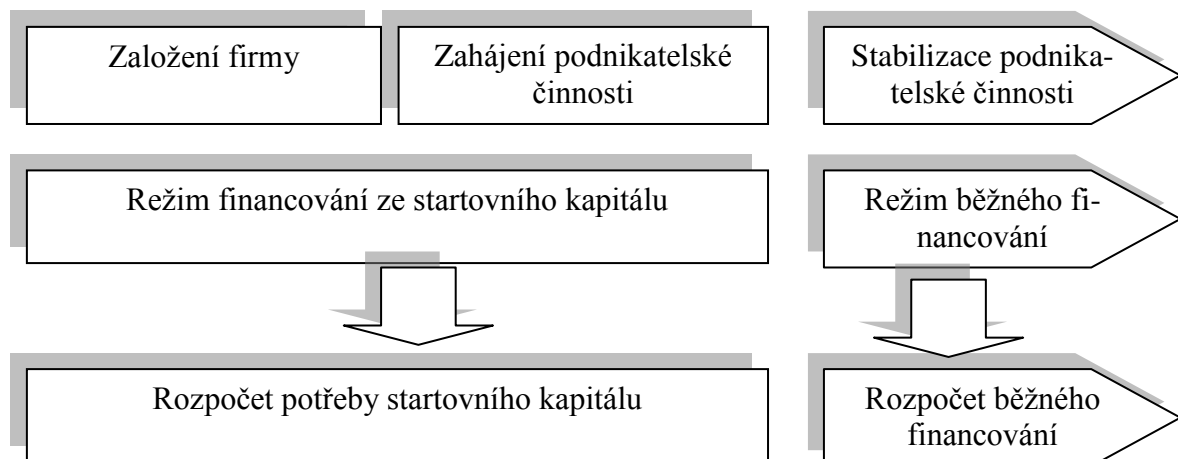 Založení firmy
Zahájení podnikatelské
činnosti
Stabilizace podnika-
telské činnosti
Režim financování ze startovního kapitálu
Režim běžného fi-
nancování
Rozpočet potřeby startovního kapitálu
Rozpočet běžného
financování